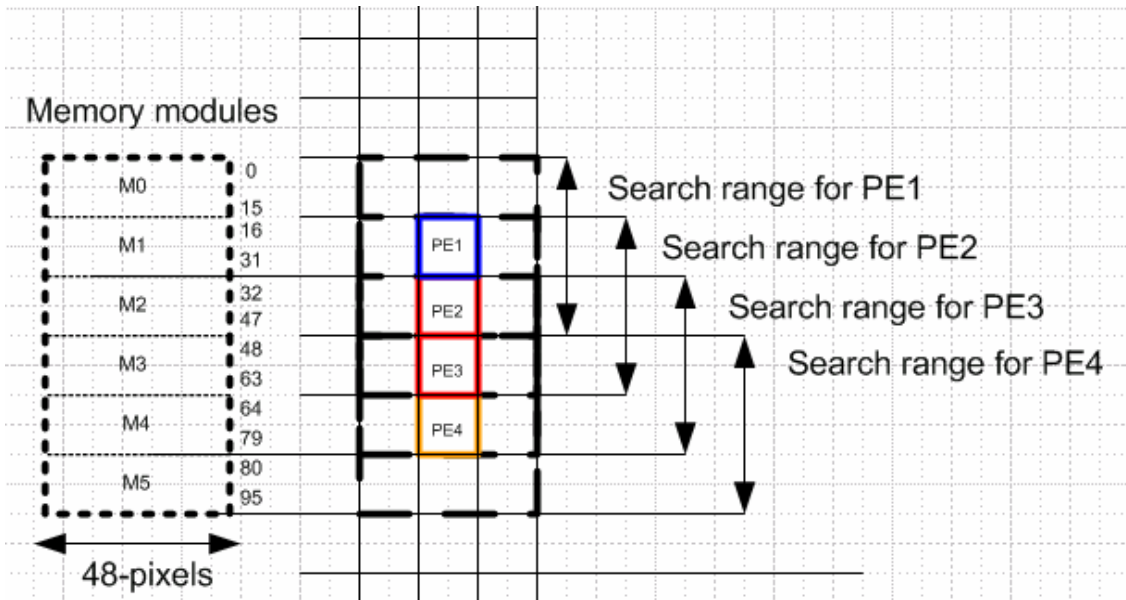 Memory modules
M0
0
15
M1
16
31
M2
32
47
M3
48
63
M4
64
79
M5
80
95
48-pixels
PE1
PE2
PE3
PE4
Search range for PE1
Search range for PE2
Search range for PE3
Search range for PE4